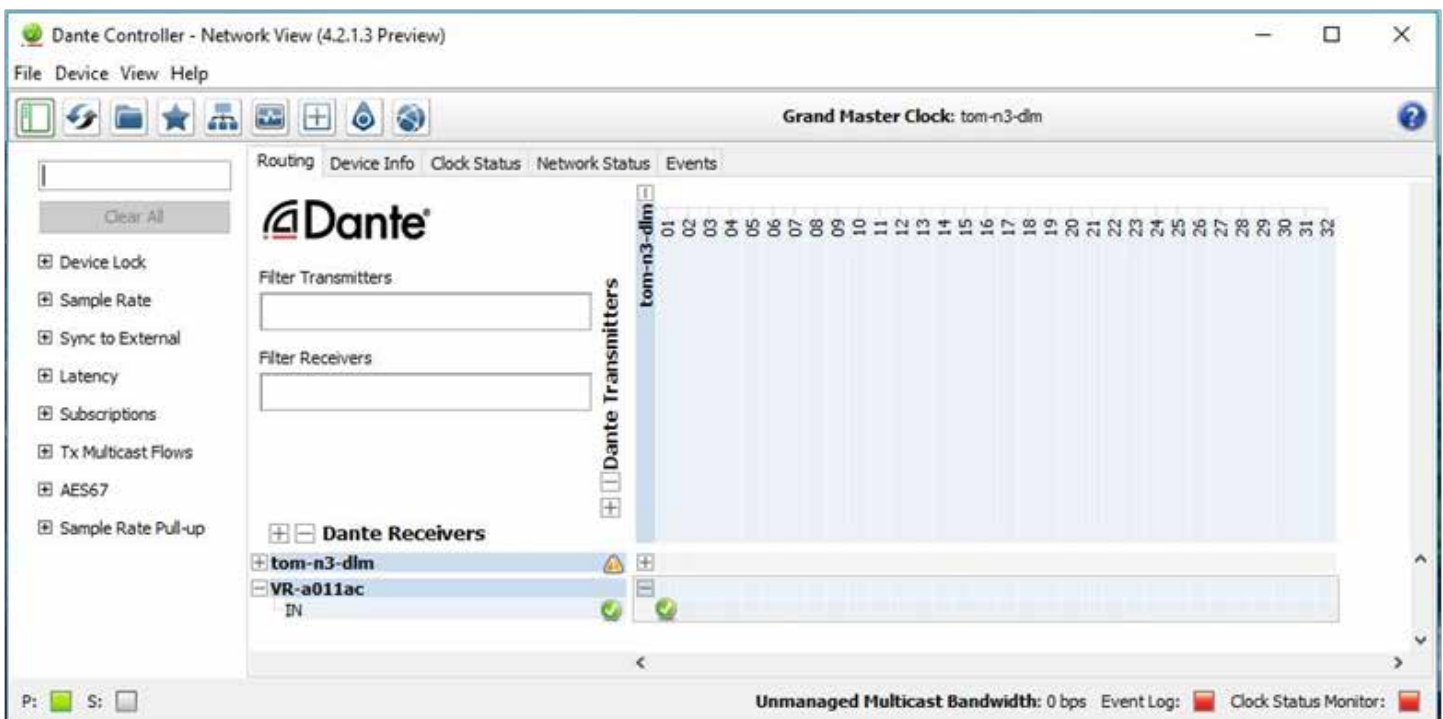 Dante Controller - Network View (4.2.1.3 Preview)
File Device View Help
Grand Master Clock: tom-n3-dlm
Routing Device Info Clock Status Network Status Events
Clear All
Device Lock
Sample Rate
Sync to External
Latency
Subscriptions
Tx Multicast Flows
AES67
Sample Rate Pull-up
Dante®
Filter Transmitters
Filter Receivers
Dante Transmitters
tom-n3-dlm
01 02 03 04 05 06 07 08 09 10 11 12 13 14 15 16 17 18 19 20 21 22 23 24 25 26 27 28 29 30 31 32
Dante Receivers
tom-n3-dlm
VR-a011ac
IN
P: S: Unmanaged Multicast Bandwidth: 0 bps Event Log: Clock Status Monitor: